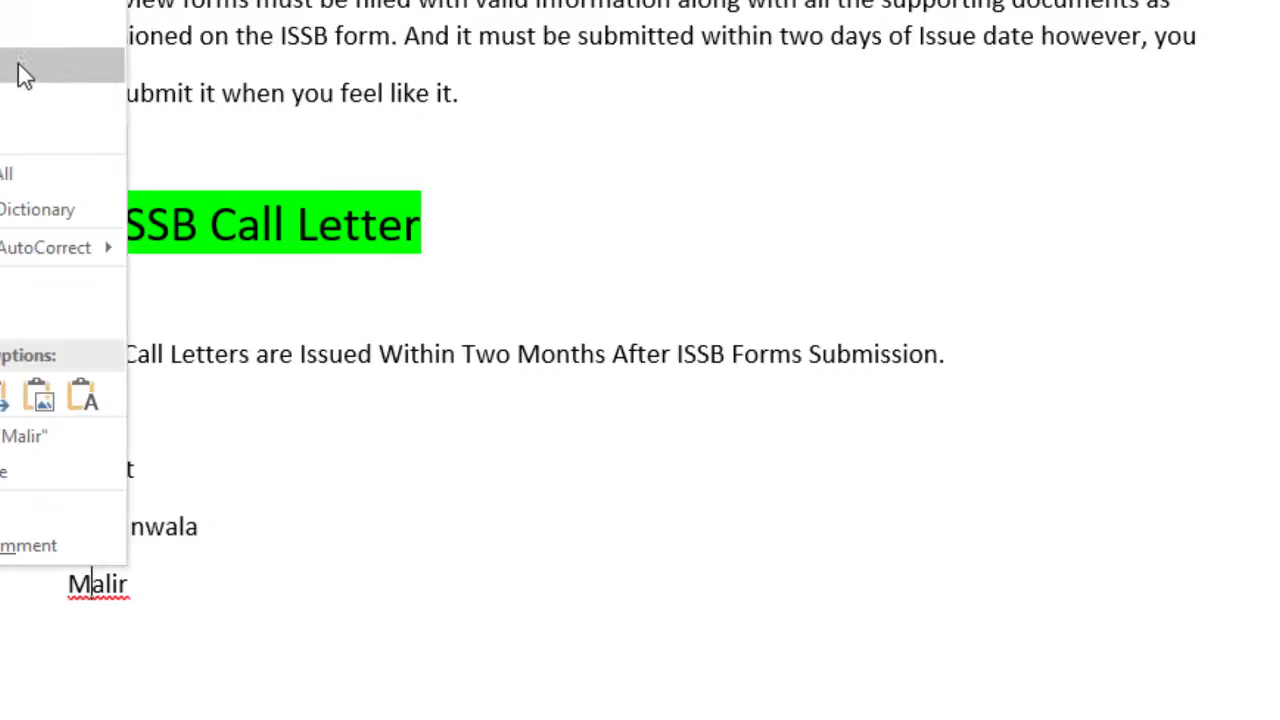 view forms must be filled with valid information along with all the supporting documents as
ioned on the ISSB form. And it must be submitted within two days of Issue date however, you
ubmit it when you feel like it.
All
Dictionary
SSB Call Letter
AutoCorrect
Call Letters are Issued Within Two Months After ISSB Forms Submission.
ptions:
"Malir"
e
t
nwala
mment
Malir